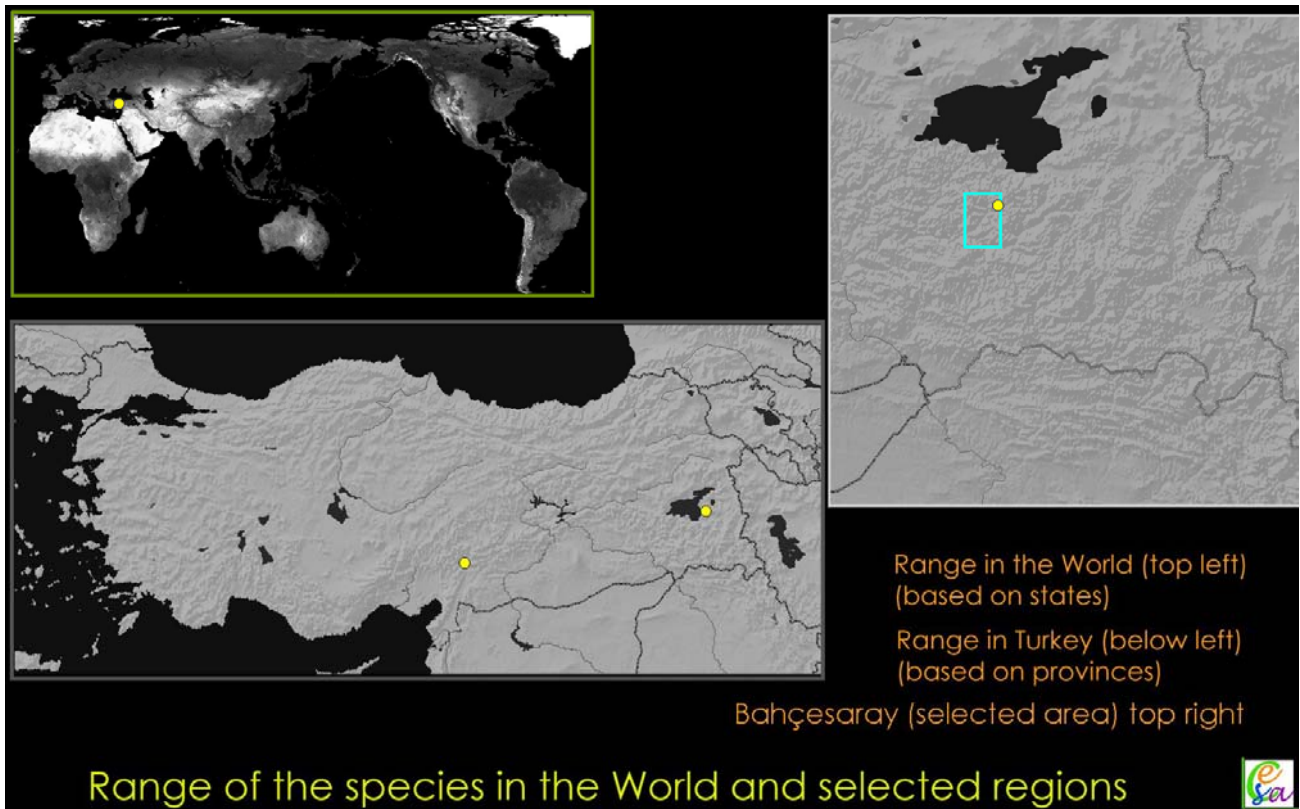 Range in the World (top left)
(based on states)
Range in Turkey (below left)
(based on provinces)
Bahçesaray (selected area) top right
Range of the species in the World and selected regions
esa